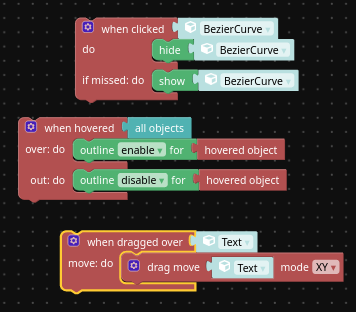 when clicked BezierCurve
do hide BezierCurve
if missed: do show BezierCurve
when hovered all objects
over: do outline enable for hovered object
out: do outline disable for hovered object
when dragged over Text
move: do drag move Text mode XY